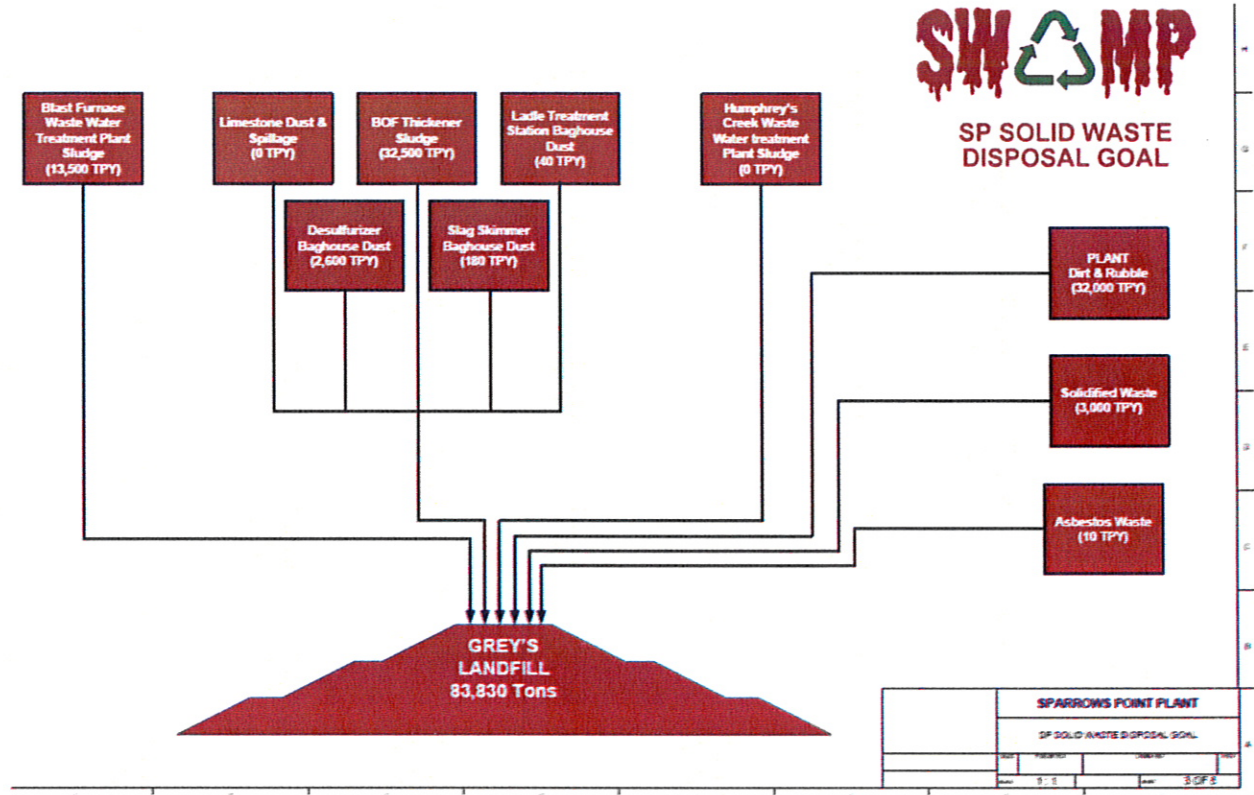 SW MP
SP SOLID WASTE
DISPOSAL GOAL
Blast Furnace
Waste Water
Treatment Plant
Sludge
(13,500 TPY)
Limestone Dust &
Spillage
(0 TPY)
BOF Thickener
Sludge
(32,500 TPY)
Ladle Treatment
Station Baghouse
Dust
(40 TPY)
Humphrey's
Creek Waste
Water treatment
Plant Sludge
(0 TPY)
Desulfurizer
Baghouse Dust
(2,600 TPY)
Slag Skimmer
Baghouse Dust
(180 TPY)
PLANT
Dirt & Rubble
(32,000 TPY)
Solidified Waste
(3,000 TPY)
Asbestos Waste
(10 TPY)
GREY'S
LANDFILL
83,830 Tons
SPARROWS POINT PLANT
SP SOLID WASTE DISPOSAL GOAL